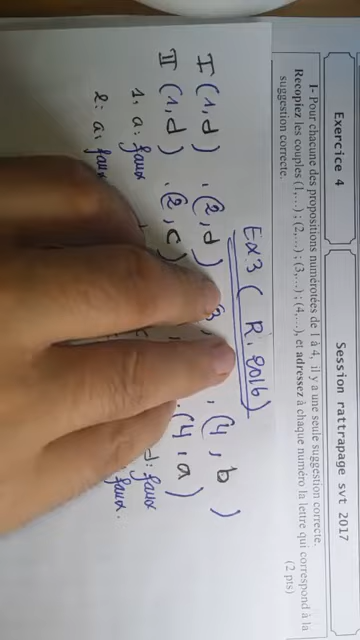 Exercice 4
Session rattrapage svt 2017
I- Pour chacune des propositions numérotées de 1 à 4, il y a une seule suggestion correcte.
Recopiez les couples (1,…) ; (2,…) ; (3,…) ; (4,…), et adressez à chaque numéro la lettre qui correspond à la
suggestion correcte. (2 pts)
Ex3 ( R. 2016)
I (1,d) . (2,d) 3 , (4,b)
II (1,d) . (2,c) . (4,a)
1. a: faux d: faux
2: a: faux faux.